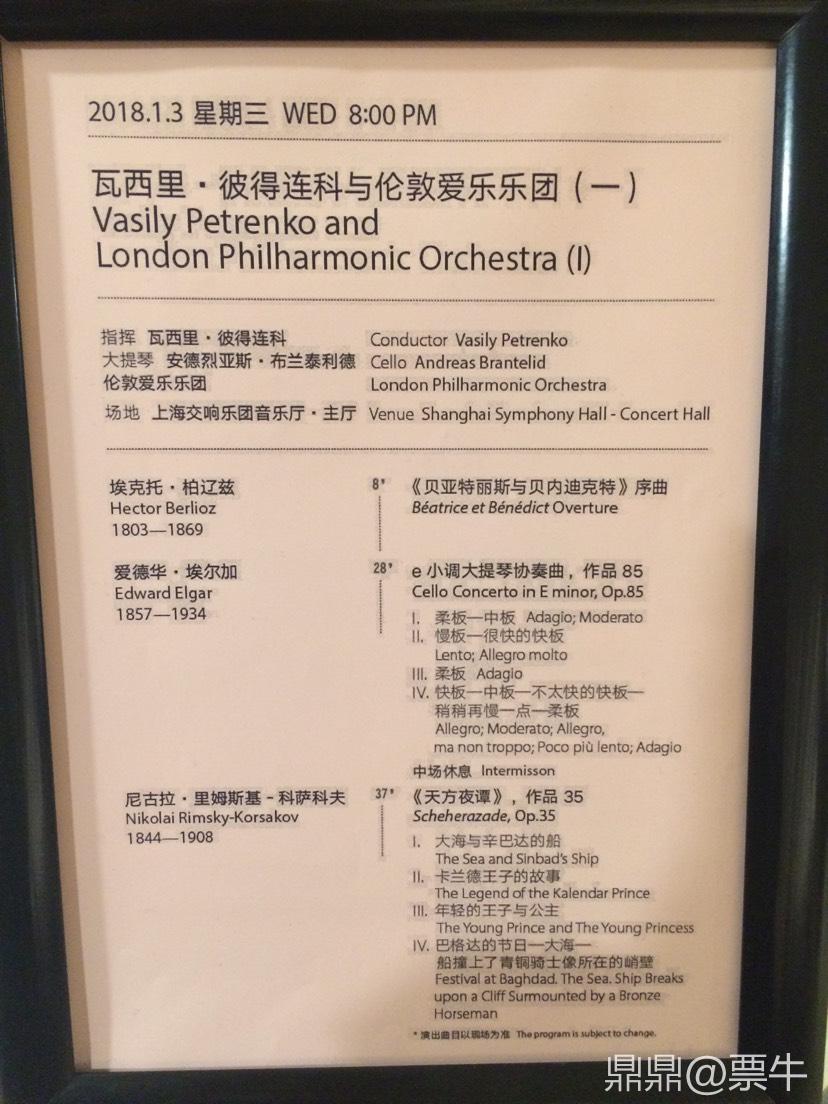 2018.1.3 星期三 WED 8:00 PM
瓦西里·彼得连科与伦敦爱乐乐团（一）
Vasily Petrenko and
London Philharmonic Orchestra (I)
指挥 瓦西里·彼得连科 Conductor Vasily Petrenko
大提琴 安德烈亚斯·布兰泰利德 Cello Andreas Brantelid
伦敦爱乐乐团 London Philharmonic Orchestra
场地 上海交响乐团音乐厅·主厅 Venue Shanghai Symphony Hall - Concert Hall
埃克托·柏辽兹 8' 《贝亚特丽斯与贝内迪克特》序曲
Hector Berlioz Béatrice et Bénédict Overture
1803—1869
爱德华·埃尔加 28' e 小调大提琴协奏曲，作品 85
Edward Elgar Cello Concerto in E minor, Op.85
1857—1934
I. 柔板—中板 Adagio; Moderato
II. 慢板—很快的快板
Lento; Allegro molto
III. 柔板 Adagio
IV. 快板—中板—不太快的快板—
稍稍再慢一点—柔板
Allegro; Moderato; Allegro,
ma non troppo; Poco più lento; Adagio
中场休息 Intermisson
尼古拉·里姆斯基-科萨科夫 37' 《天方夜谭》，作品 35
Nikolai Rimsky-Korsakov Scheherazade, Op.35
1844—1908
I. 大海与辛巴达的船
The Sea and Sinbad's Ship
II. 卡兰德王子的故事
The Legend of the Kalendar Prince
III. 年轻的王子与公主
The Young Prince and The Young Princess
IV. 巴格达的节日—大海—
船撞上了青铜骑士像所在的峭壁
Festival at Baghdad. The Sea. Ship Breaks
upon a Cliff Surmounted by a Bronze
Horseman
* 演出曲目以现场为准 The program is subject to change.
鼎鼎@票牛